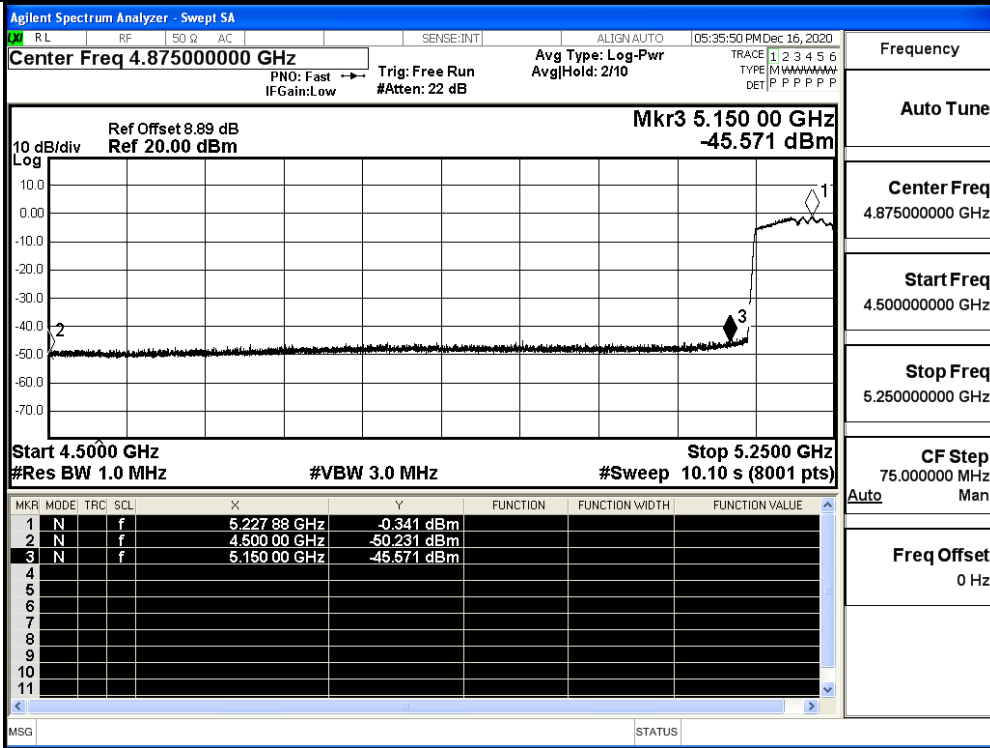 Agilent Spectrum Analyzer - Swept SA
LXI RL RF 50 Ω AC SENSE:INT ALIGN AUTO 05:35:50 PM Dec 16, 2020
Center Freq 4.875000000 GHz
PNO: Fast
IFGain:Low
Trig: Free Run
#Atten: 22 dB
Avg Type: Log-Pwr
Avg|Hold: 2/10
TRACE 1 2 3 4 5 6
TYPE M
DET P P P P P P
Mkr3 5.150 00 GHz
-45.571 dBm
Ref Offset 8.89 dB
10 dB/div Ref 20.00 dBm
Log
10.0
0.00
-10.0
-20.0
-30.0
-40.0
-50.0
-60.0
-70.0
1
2
3
Start 4.5000 GHz Stop 5.2500 GHz
#Res BW 1.0 MHz #VBW 3.0 MHz #Sweep 10.10 s (8001 pts)
MKR MODE TRC SCL X Y FUNCTION FUNCTION WIDTH FUNCTION VALUE
1 N f 5.227 88 GHz -0.341 dBm
2 N f 4.500 00 GHz -50.231 dBm
3 N f 5.150 00 GHz -45.571 dBm
4
5
6
7
8
9
10
11
MSG STATUS
Frequency
Auto Tune
Center Freq
4.875000000 GHz
Start Freq
4.500000000 GHz
Stop Freq
5.250000000 GHz
CF Step
75.000000 MHz
Auto Man
Freq Offset
0 Hz